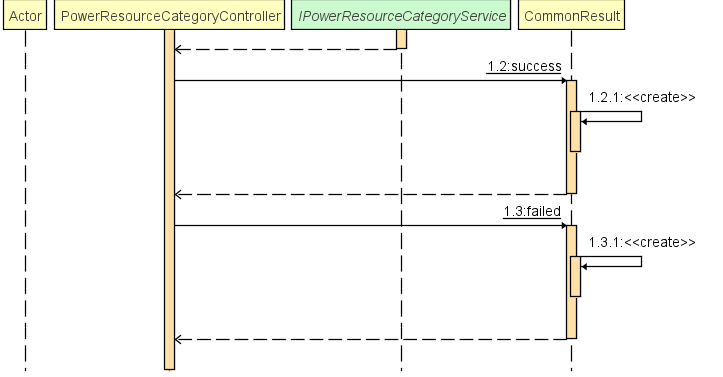 Actor
PowerResourceCategoryController
IPowerResourceCategoryService
CommonResult
1.2:success
1.2.1:<<create>>
1.3:failed
1.3.1:<<create>>